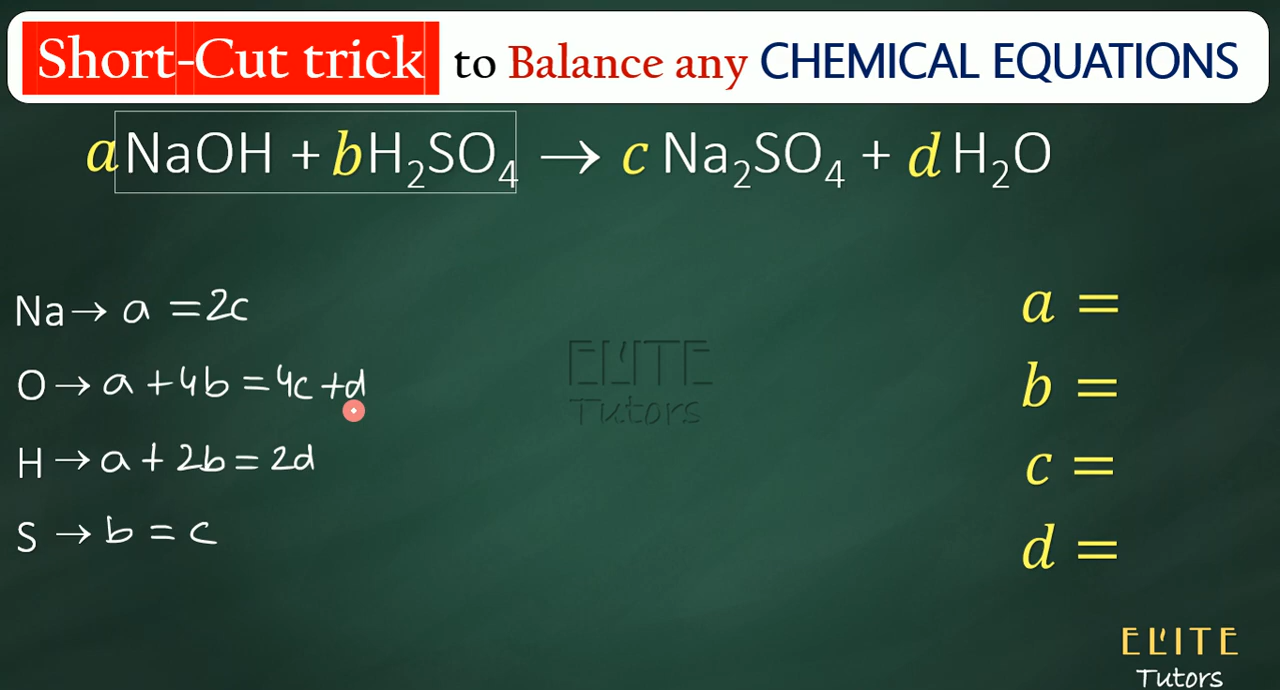 Short-Cut trick to Balance any CHEMICAL EQUATIONS
aNaOH + bH₂SO₄ → c Na₂SO₄ + d H₂O
Na → a = 2c
a =
O → a + 4b = 4c + d
b =
H → a + 2b = 2d
c =
S → b = c
d =
ELITE
Tutors
ELITE
Tutors